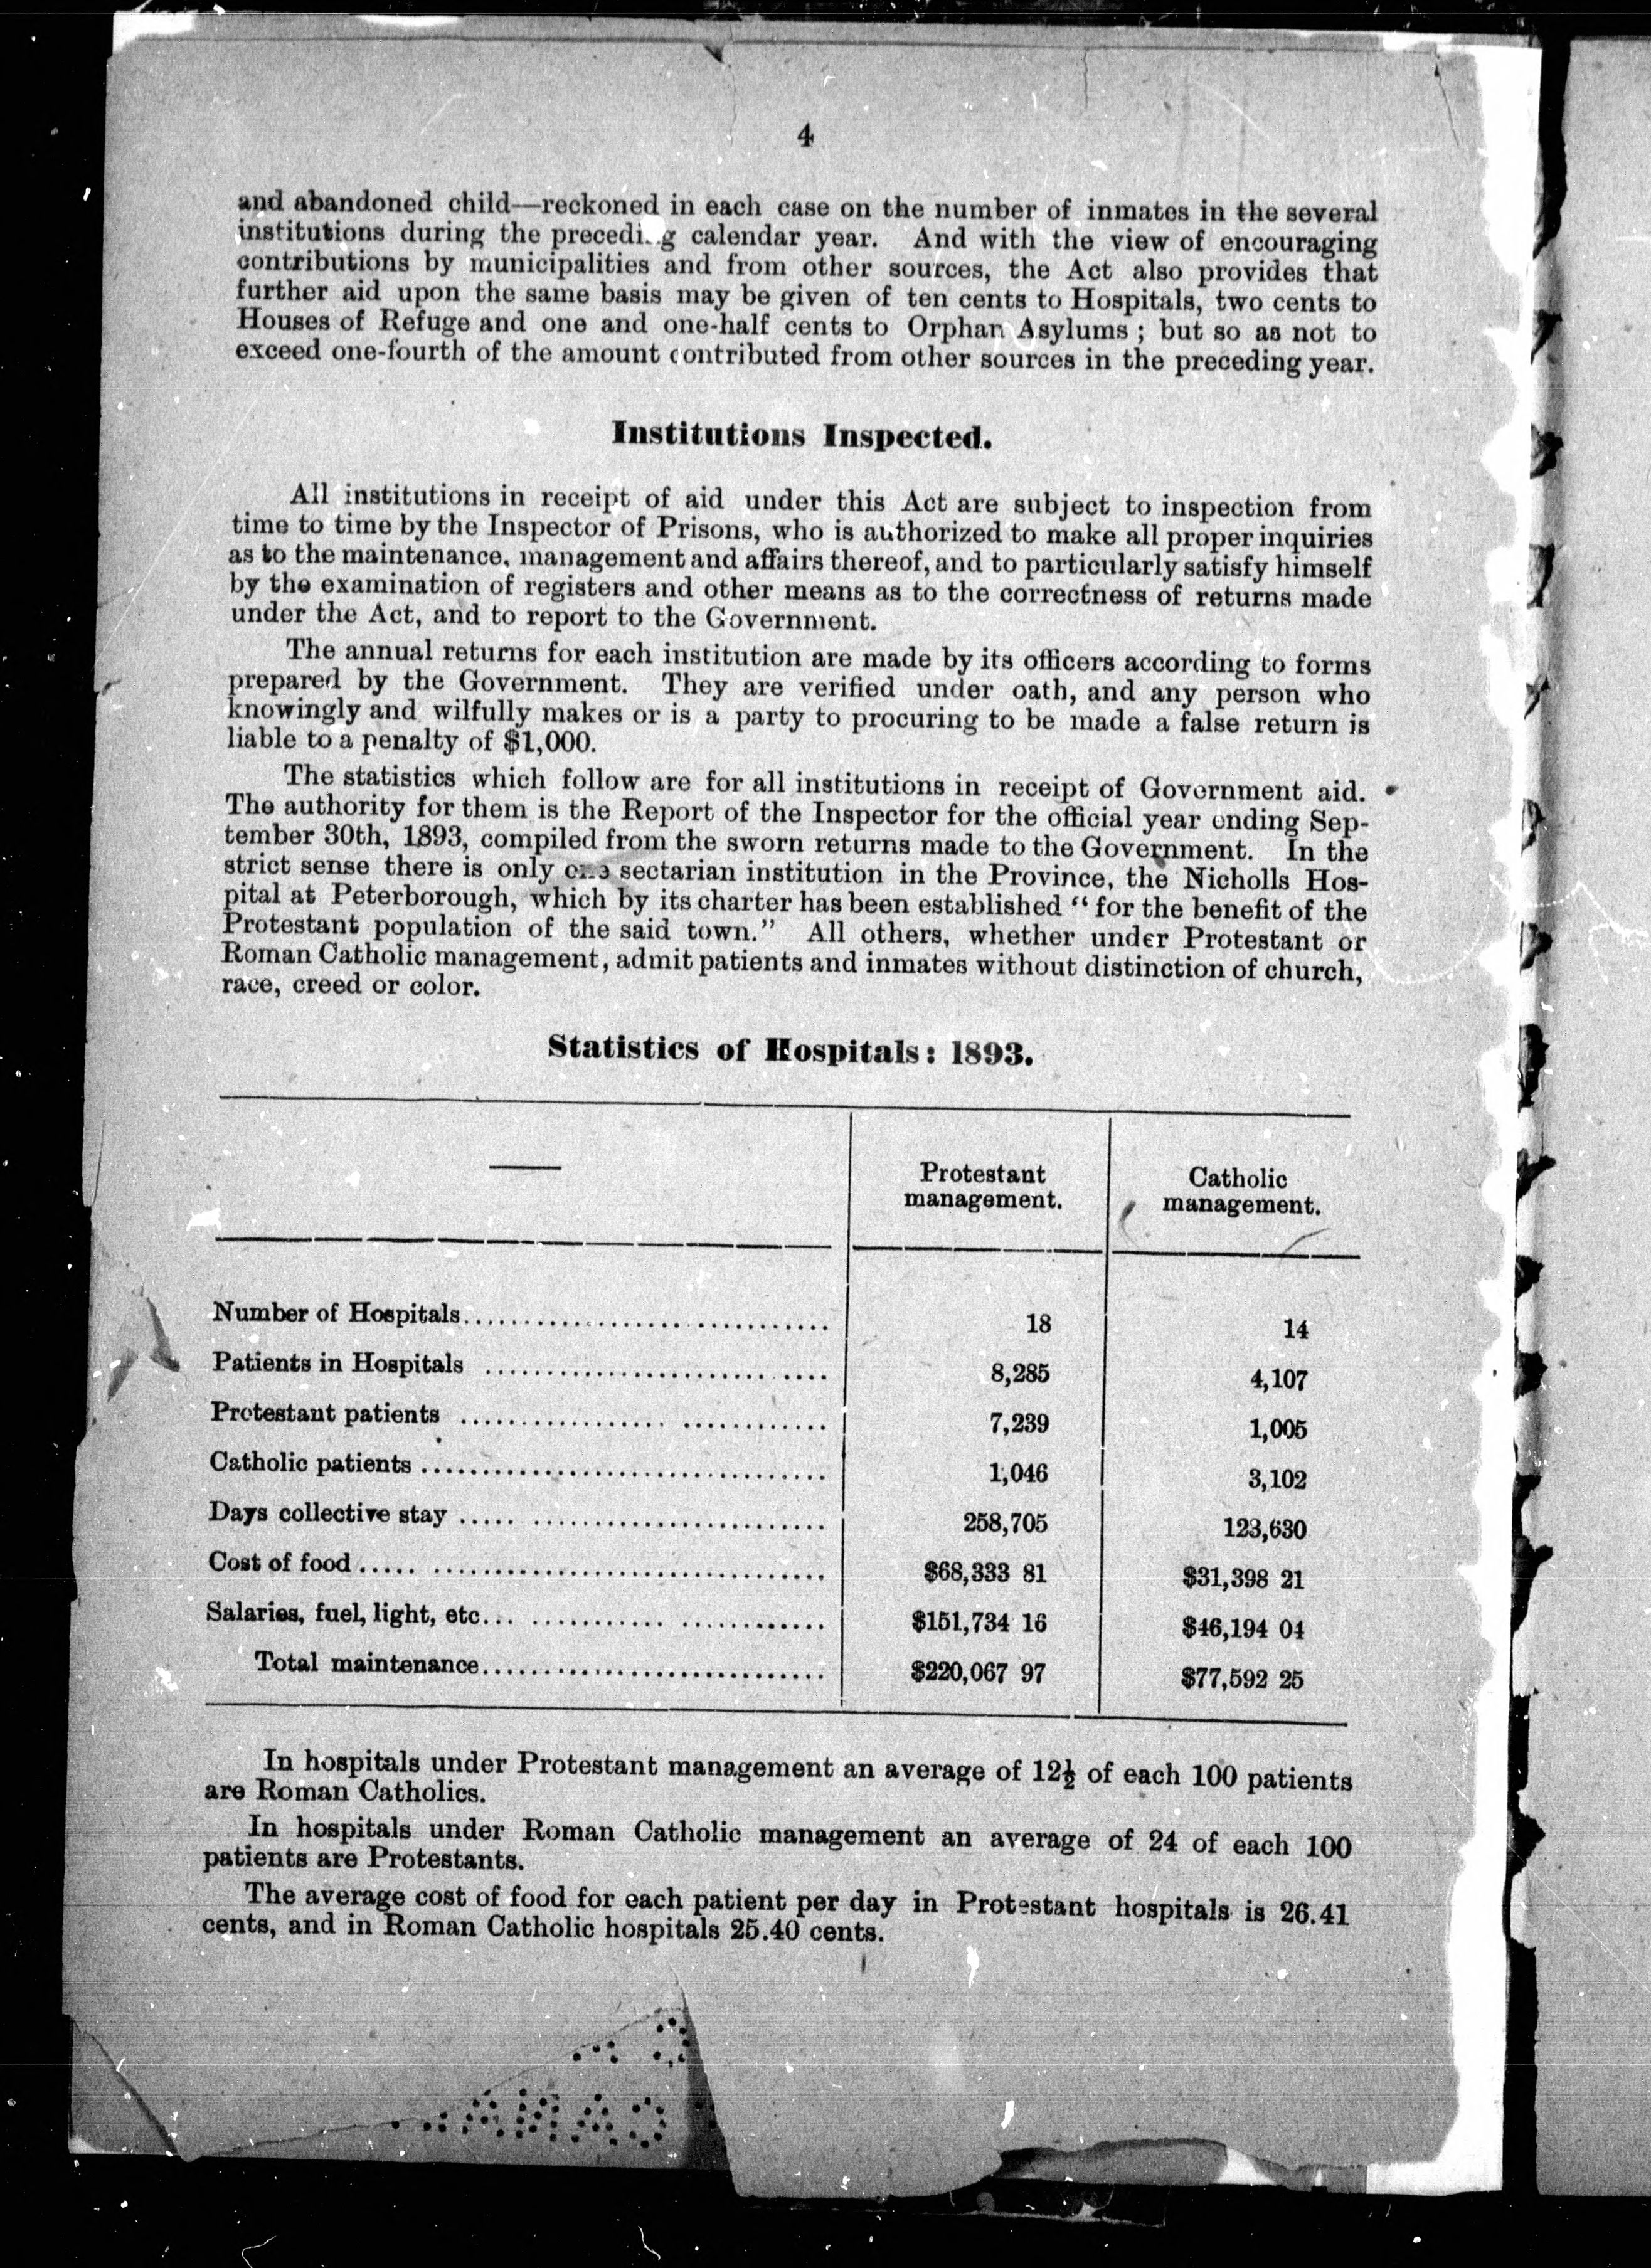 4
and abandoned child—reckoned in each case on the number of inmates in the several
institutions during the precedi..g calendar year. And with the view of encouraging
contributions by municipalities and from other sources, the Act also provides that
further aid upon the same basis may be given of ten cents to Hospitals, two cents to
Houses of Refuge and one and one-half cents to Orphan Asylums ; but so as not to
exceed one-fourth of the amount contributed from other sources in the preceding year.
Institutions Inspected.
All institutions in receipt of aid under this Act are subject to inspection from
time to time by the Inspector of Prisons, who is authorized to make all proper inquiries
as to the maintenance, management and affairs thereof, and to particularly satisfy himself
by the examination of registers and other means as to the correctness of returns made
under the Act, and to report to the Government.
The annual returns for each institution are made by its officers according to forms
prepared by the Government. They are verified under oath, and any person who
knowingly and wilfully makes or is a party to procuring to be made a false return is
liable to a penalty of $1,000.
The statistics which follow are for all institutions in receipt of Government aid.
The authority for them is the Report of the Inspector for the official year ending Sep-
tember 30th, 1893, compiled from the sworn returns made to the Government. In the
strict sense there is only one sectarian institution in the Province, the Nicholls Hos-
pital at Peterborough, which by its charter has been established “ for the benefit of the
Protestant population of the said town.” All others, whether under Protestant or
Roman Catholic management, admit patients and inmates without distinction of church,
race, creed or color.
Statistics of Hospitals: 1893.
— Protestant management. Catholic management.
Number of Hospitals 18 14
Patients in Hospitals 8,285 4,107
Protestant patients 7,239 1,005
Catholic patients 1,046 3,102
Days collective stay 258,705 123,630
Cost of food $68,333 81 $31,398 21
Salaries, fuel, light, etc. $151,734 16 $46,194 04
Total maintenance $220,067 97 $77,592 25
In hospitals under Protestant management an average of 12½ of each 100 patients
are Roman Catholics.
In hospitals under Roman Catholic management an average of 24 of each 100
patients are Protestants.
The average cost of food for each patient per day in Protestant hospitals is 26.41
cents, and in Roman Catholic hospitals 25.40 cents.